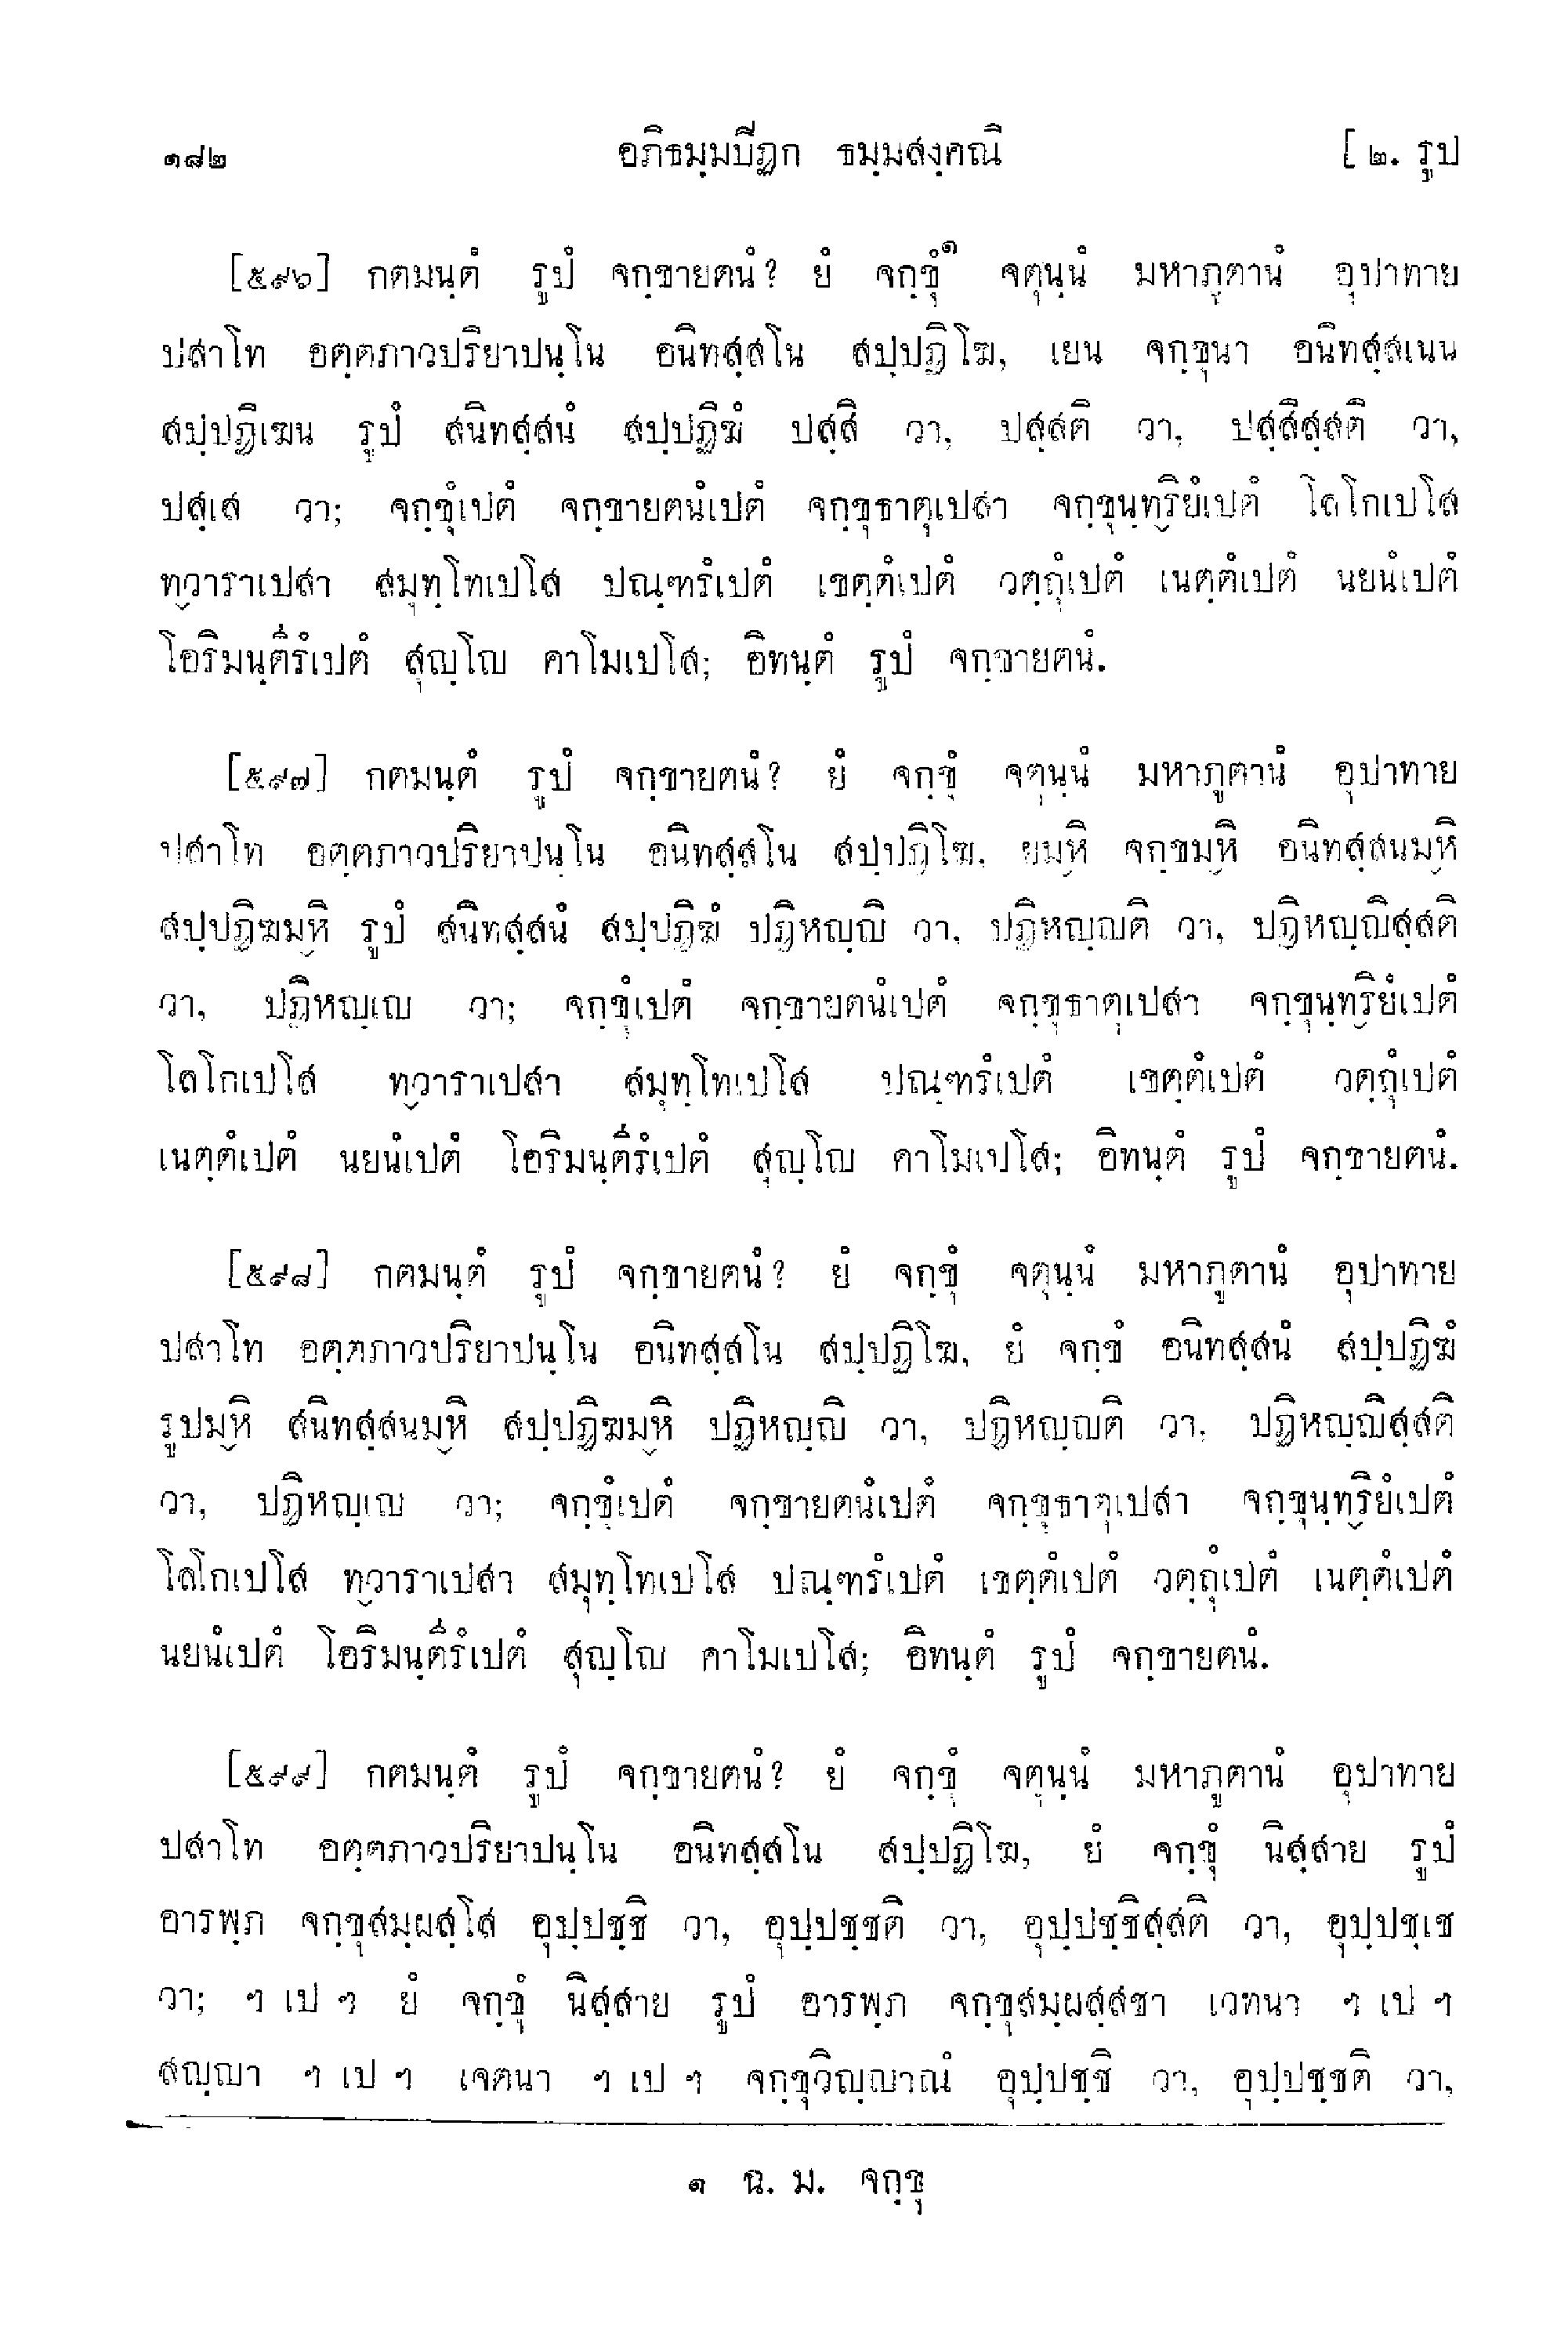 ๑๘๒ อภิธมฺมปีฏก ธมฺมสงฺคณิ [ ๒. รูป
[๕๙๖] กตมนฺตํ รูปํ จกฺขายตนํ? ยํ จกฺขุํ๑ จตุนฺนํ มหาภูตานํ อุปาทาย
ปสาโท อตฺตภาวปริยาปนฺโน อนิทสฺสโน สปฺปฏิโฆ, เยน จกฺขุนา อนิทสฺสเนน
สปฺปฏิเฆน รูปํ สนิทสฺสนํ สปฺปฏิฆํ ปสฺสิ วา, ปสฺสติ วา, ปสฺสิสฺสติ วา,
ปสฺเส วา; จกฺขุํเปตํ จกฺขายตนํเปตํ จกฺขุธาตุเปสา จกฺขุนฺทฺริยํเปตํ โลโกเปโส
ทฺวาราเปสา สมุทฺโทเปโส ปณฺฑรํเปตํ เขตฺตํเปตํ วตฺถุํเปตํ เนตฺตํเปตํ นยนํเปตํ
โอริมนฺตีรํเปตํ สุญฺโญ คาโมเปโส; อิทนฺตํ รูปํ จกฺขายตนํ.
[๕๙๗] กตมนฺตํ รูปํ จกฺขายตนํ? ยํ จกฺขุํ จตุนฺนํ มหาภูตานํ อุปาทาย
ปสาโท อตฺตภาวปริยาปนฺโน อนิทสฺสโน สปฺปฏิโฆ, ยมฺหิ จกฺขุมฺหิ อนิทสฺสนมฺหิ
สปฺปฏิฆมฺหิ รูปํ สนิทสฺสนํ สปฺปฏิฆํ ปฏิหญฺญิ วา, ปฏิหญฺญติ วา, ปฏิหญฺญิสฺสติ
วา, ปฏิหญฺเญ วา; จกฺขุํเปตํ จกฺขายตนํเปตํ จกฺขุธาตุเปสา จกฺขุนฺทฺริยํเปตํ
โลโกเปโส ทฺวาราเปสา สมุทฺโทเปโส ปณฺฑรํเปตํ เขตฺตํเปตํ วตฺถุํเปตํ
เนตฺตํเปตํ นยนํเปตํ โอริมนฺตีรํเปตํ สุญฺโญ คาโมเปโส; อิทนฺตํ รูปํ จกฺขายตนํ.
[๕๙๘] กตมนฺตํ รูปํ จกฺขายตนํ? ยํ จกฺขุํ จตุนฺนํ มหาภูตานํ อุปาทาย
ปสาโท อตฺตภาวปริยาปนฺโน อนิทสฺสโน สปฺปฏิโฆ, ยํ จกฺขุํ อนิทสฺสนํ สปฺปฏิฆํ
รูปมฺหิ สนิทสฺสนมฺหิ สปฺปฏิฆมฺหิ ปฏิหญฺญิ วา, ปฏิหญฺญติ วา, ปฏิหญฺญิสฺสติ
วา, ปฏิหญฺเญ วา; จกฺขุํเปตํ จกฺขายตนํเปตํ จกฺขุธาตุเปสา จกฺขุนฺทฺริยํเปตํ
โลโกเปโส ทฺวาราเปสา สมุทฺโทเปโส ปณฺฑรํเปตํ เขตฺตํเปตํ วตฺถุํเปตํ เนตฺตํเปตํ
นยนํเปตํ โอริมนฺตีรํเปตํ สุญฺโญ คาโมเปโส; อิทนฺตํ รูปํ จกฺขายตนํ.
[๕๙๙] กตมนฺตํ รูปํ จกฺขายตนํ? ยํ จกฺขุํ จตุนฺนํ มหาภูตานํ อุปาทาย
ปสาโท อตฺตภาวปริยาปนฺโน อนิทสฺสโน สปฺปฏิโฆ, ยํ จกฺขุํ นิสฺสาย รูปํ
อารพฺภ จกฺขุสมฺผสฺโส อุปฺปชฺชิ วา, อุปฺปชฺชติ วา, อุปฺปชฺชิสฺสติ วา, อุปฺปชฺเช
วา; ฯ เป ฯ ยํ จกฺขุํ นิสฺสาย รูปํ อารพฺภ จกฺขุสมฺผสฺสชา เวทนา ฯ เป ฯ
สญฺญา ฯ เป ฯ เจตนา ฯ เป ฯ จกฺขุวิญฺญาณํ อุปฺปชฺชิ วา, อุปฺปชฺชติ วา,
๑ ฉ. ม. จกฺขุ